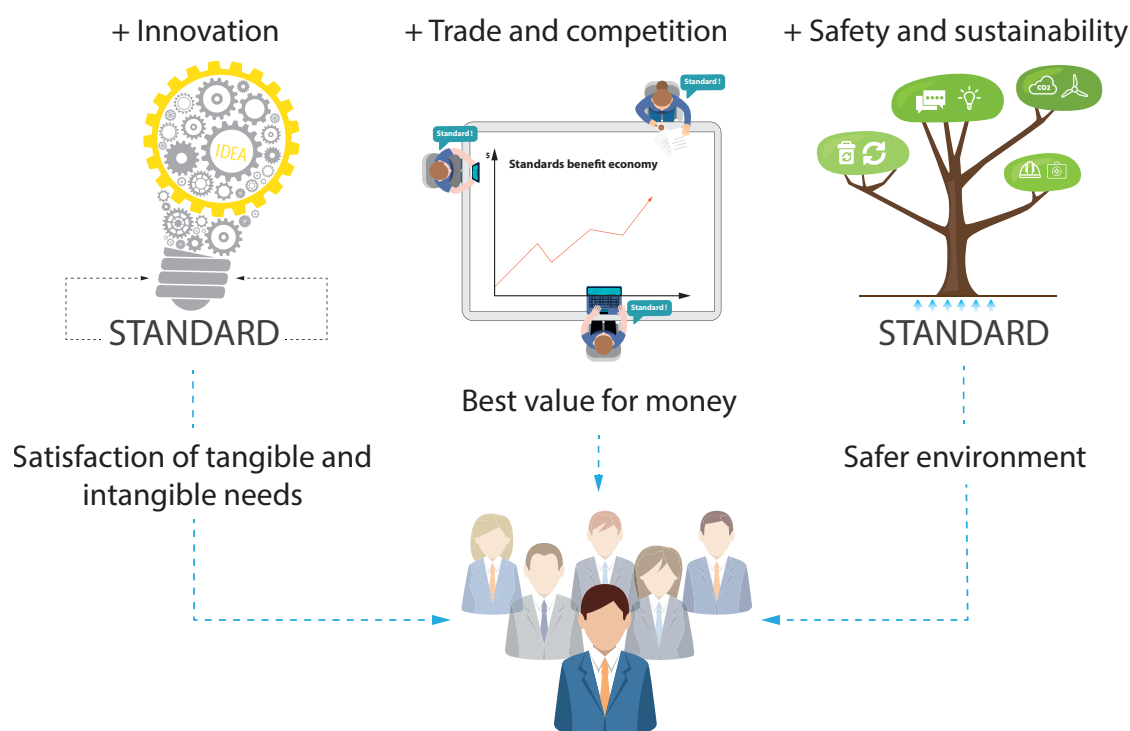 + Innovation
+ Trade and competition
+ Safety and sustainability
IDEA
Standard !
Standard !
$
Standards benefit economy
Standard !
CO2
STANDARD
STANDARD
Best value for money
Satisfaction of tangible and
intangible needs
Safer environment